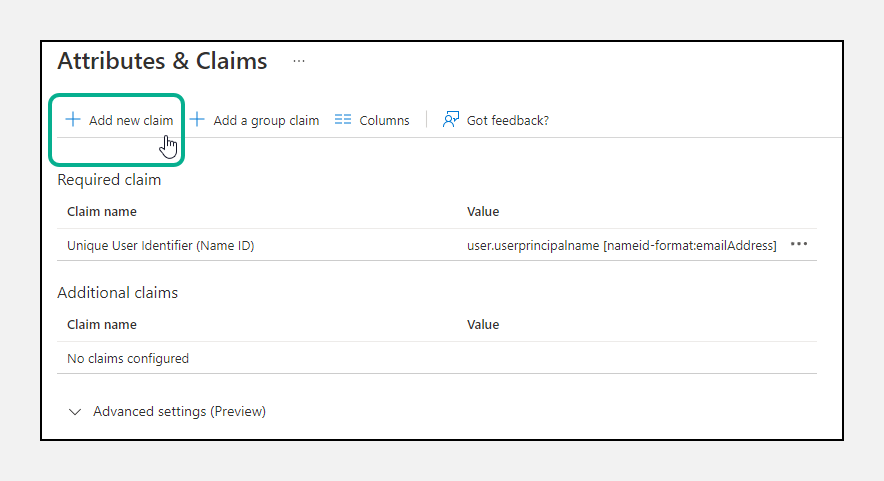 Attributes & Claims ...
Add new claim Add a group claim Columns Got feedback?
Required claim
Claim name Value
Unique User Identifier (Name ID) user.userprincipalname [nameid-format:emailAddress] ...
Additional claims
Claim name Value
No claims configured
Advanced settings (Preview)